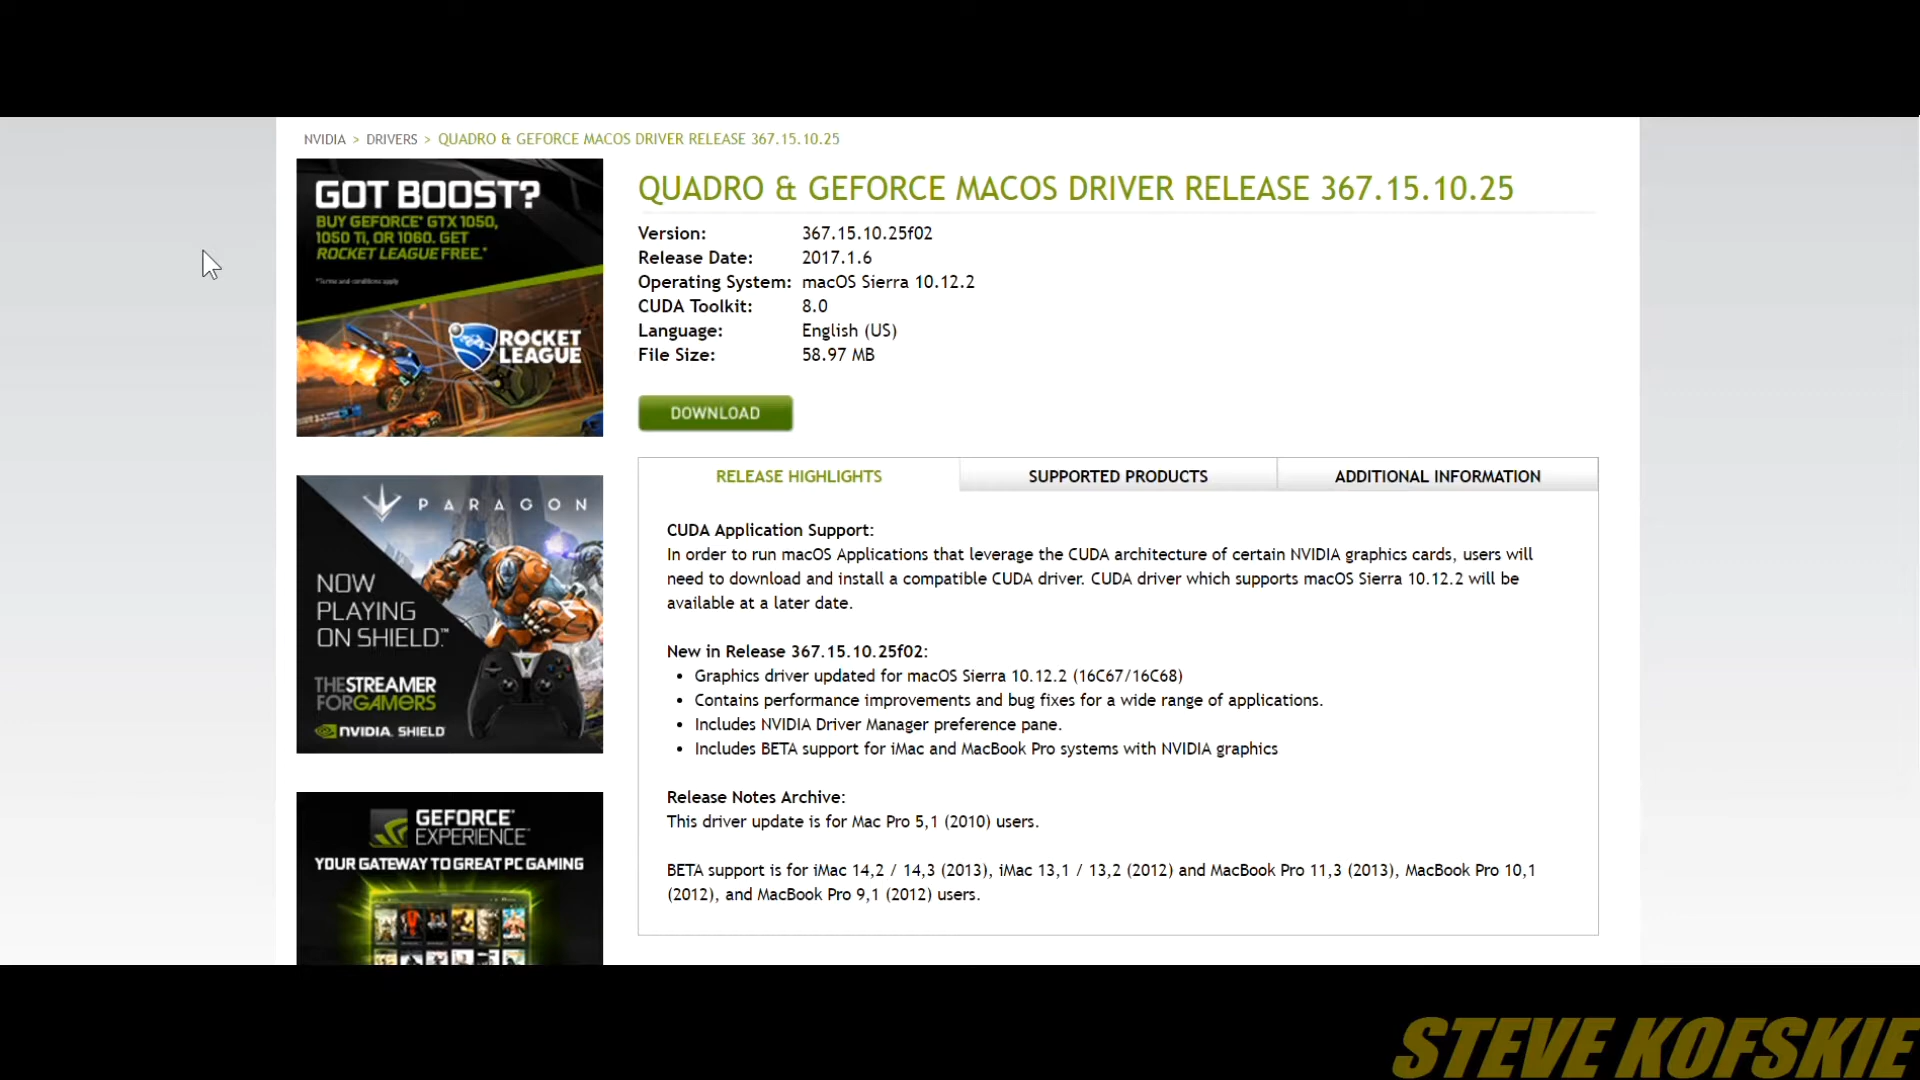 NVIDIA > DRIVERS > QUADRO & GEFORCE MACOS DRIVER RELEASE 367.15.10.25
GOT BOOST?
BUY GEFORCE® GTX 1050,
1050 TI, OR 1060. GET
ROCKET LEAGUE FREE.*
*Terms and conditions apply
ROCKET
LEAGUE
PARAGON
NOW
PLAYING
ON SHIELD.™
THE STREAMER
FOR GAMERS
NVIDIA. SHIELD
GEFORCE®
EXPERIENCE™
YOUR GATEWAY TO GREAT PC GAMING
QUADRO & GEFORCE MACOS DRIVER RELEASE 367.15.10.25
Version: 367.15.10.25f02
Release Date: 2017.1.6
Operating System: macOS Sierra 10.12.2
CUDA Toolkit: 8.0
Language: English (US)
File Size: 58.97 MB
DOWNLOAD
RELEASE HIGHLIGHTS SUPPORTED PRODUCTS ADDITIONAL INFORMATION
CUDA Application Support:
In order to run macOS Applications that leverage the CUDA architecture of certain NVIDIA graphics cards, users will
need to download and install a compatible CUDA driver. CUDA driver which supports macOS Sierra 10.12.2 will be
available at a later date.
New in Release 367.15.10.25f02:
• Graphics driver updated for macOS Sierra 10.12.2 (16C67/16C68)
• Contains performance improvements and bug fixes for a wide range of applications.
• Includes NVIDIA Driver Manager preference pane.
• Includes BETA support for iMac and MacBook Pro systems with NVIDIA graphics
Release Notes Archive:
This driver update is for Mac Pro 5,1 (2010) users.
BETA support is for iMac 14,2 / 14,3 (2013), iMac 13,1 / 13,2 (2012) and MacBook Pro 11,3 (2013), MacBook Pro 10,1
(2012), and MacBook Pro 9,1 (2012) users.
STEVE KOFSKIE